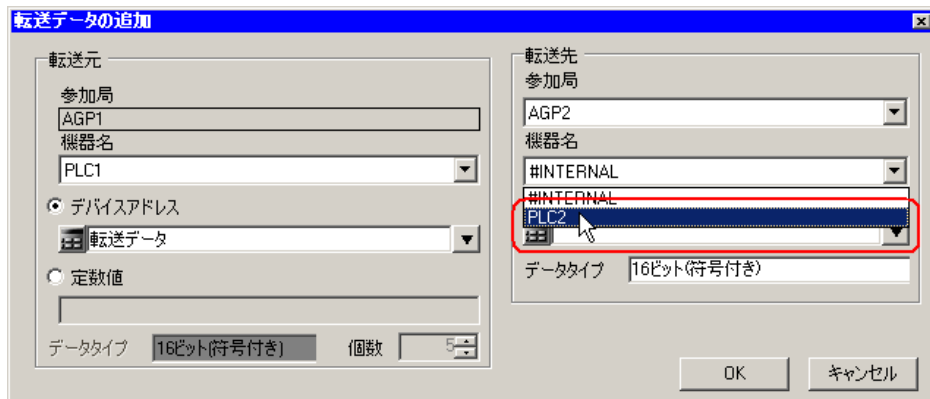 転送データの追加
転送元
参加局
AGP1
機器名
PLC1
デバイスアドレス
転送データ
定数値
データタイプ 16ビット(符号付き) 個数 5
転送先
参加局
AGP2
機器名
#INTERNAL
#INTERNAL
PLC2
データタイプ 16ビット(符号付き)
OK キャンセル